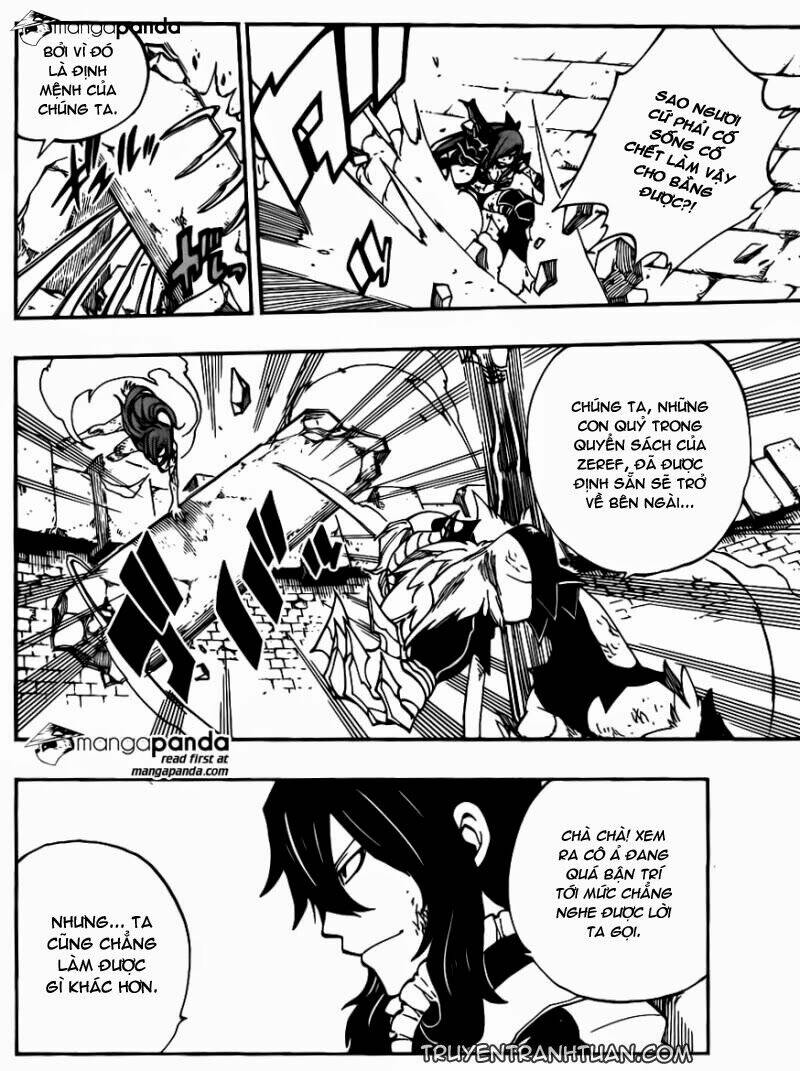 mangapanda
SAO NGƯƠI
CỨ PHẢI CỐ
SỐNG CỐ
CHẾT LÀM VẬY
CHO BẰNG
ĐƯỢC?!
BỞI VÌ ĐÓ
LÀ ĐỊNH
MỆNH CỦA
CHÚNG TA.
CHÚNG TA, NHỮNG
CON QUỶ TRONG
QUYỂN SÁCH CỦA
ZEREF, ĐÃ ĐƯỢC
ĐỊNH SẴN SẼ TRỞ
VỀ BÊN NGÀI...
mangapanda
read first at
mangapanda.com
CHÀ CHÀ! XEM
RA CÔ Ả ĐANG
QUÁ BẬN TRÍ
TỚI MỨC CHẲNG
NGHE ĐƯỢC LỜI
TA GỌI.
NHƯNG... TA
CŨNG CHẲNG
LÀM ĐƯỢC
GÌ KHÁC HƠN.
TRUYENTRANHTUAN.COM